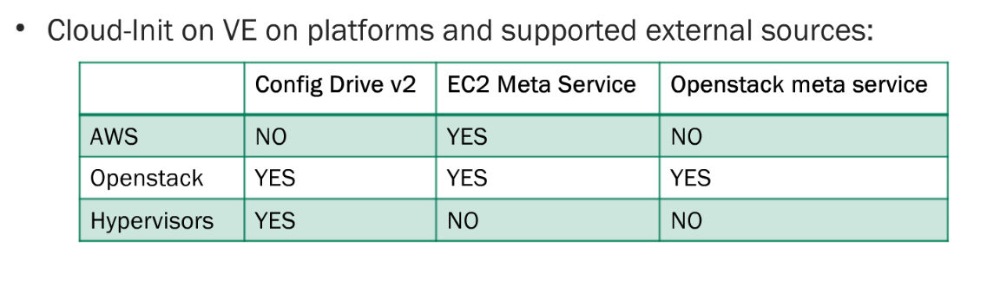 • Cloud-Init on VE on platforms and supported external sources:
Config Drive v2 EC2 Meta Service Openstack meta service
AWS NO YES NO
Openstack YES YES YES
Hypervisors YES NO NO